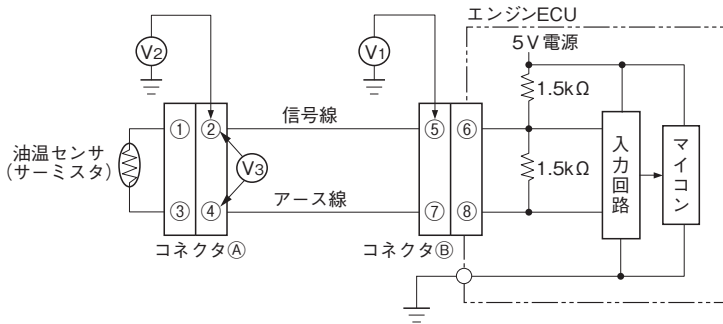 エンジンECU
V2
V1
5V電源
1.5kΩ
① ② 信号線 ⑤ ⑥
油温センサ
(サーミスタ)
V3
1.5kΩ
入力回路
マイコン
③ ④ アース線 ⑦ ⑧
コネクタⒶ
コネクタⒷ